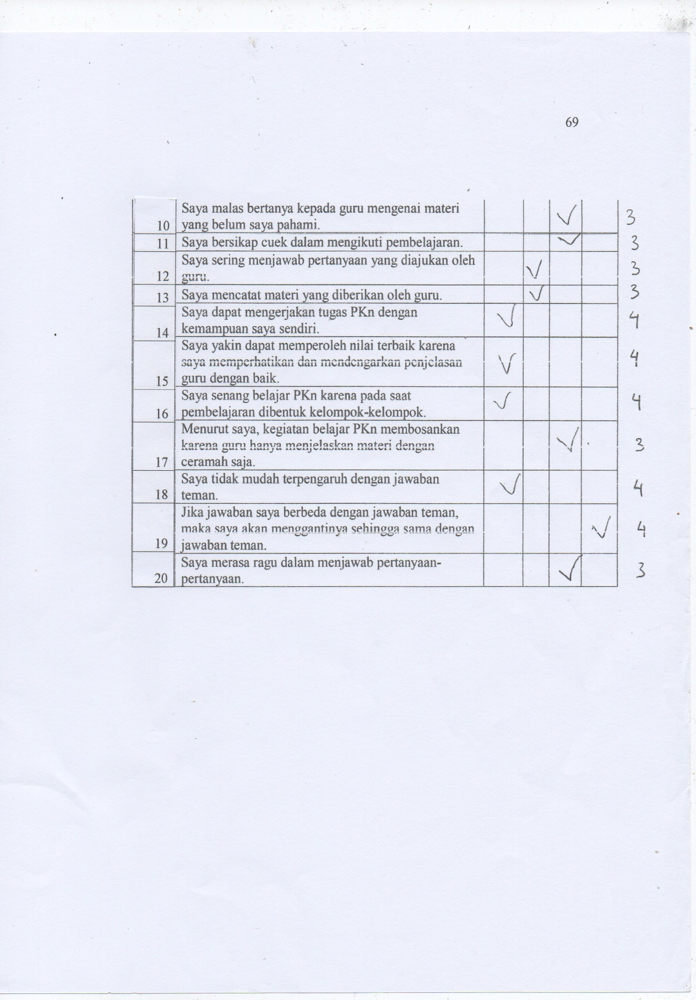 69
Saya malas bertanya kepada guru mengenai materi
10 yang belum saya pahami. ✓ 3
11 Saya bersikap cuek dalam mengikuti pembelajaran. ✓ 3
Saya sering menjawab pertanyaan yang diajukan oleh
12 guru. ✓ 3
13 Saya mencatat materi yang diberikan oleh guru. ✓ 3
Saya dapat mengerjakan tugas PKn dengan
14 kemampuan saya sendiri. ✓ 4
Saya yakin dapat memperoleh nilai terbaik karena
saya memperhatikan dan mendengarkan penjelasan ✓ 4
15 guru dengan baik.
Saya senang belajar PKn karena pada saat
16 pembelajaran dibentuk kelompok-kelompok. ✓ 4
Menurut saya, kegiatan belajar PKn membosankan
karena guru hanya menjelaskan materi dengan ✓ 3
17 ceramah saja.
Saya tidak mudah terpengaruh dengan jawaban
18 teman. ✓ 4
Jika jawaban saya berbeda dengan jawaban teman,
maka saya akan menggantinya sehingga sama dengan ✓ 4
19 jawaban teman.
Saya merasa ragu dalam menjawab pertanyaan-
20 pertanyaan. ✓ 3